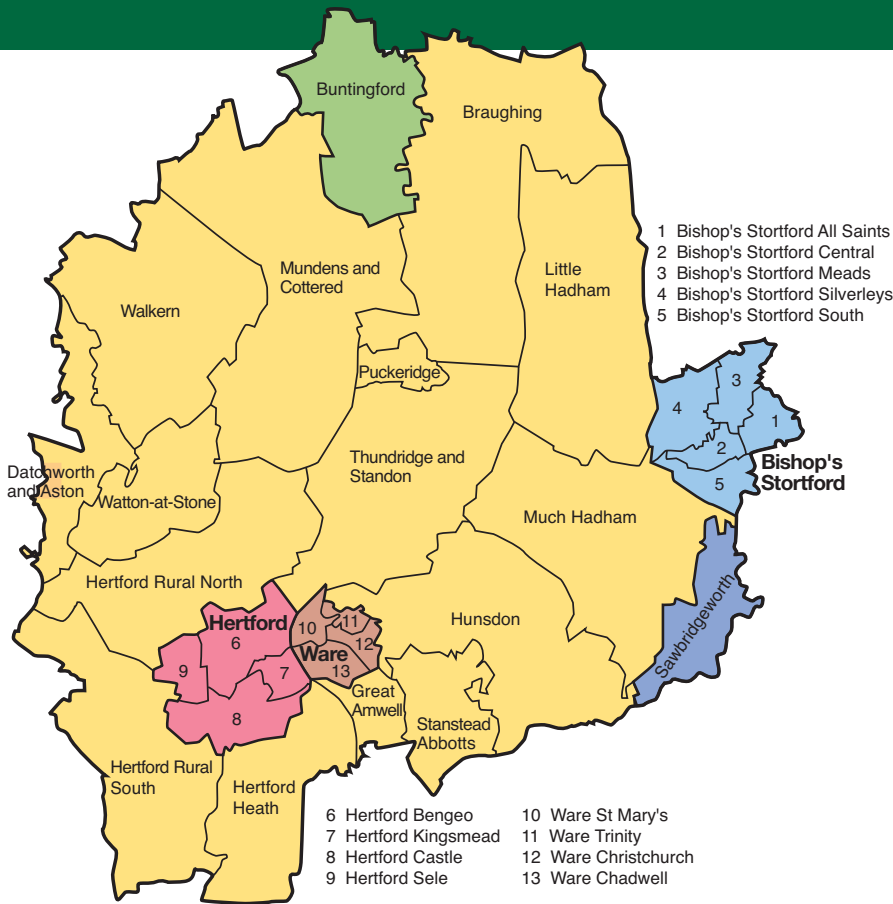 Buntingford
Braughing
1 Bishop's Stortford All Saints
2 Bishop's Stortford Central
3 Bishop's Stortford Meads
4 Bishop's Stortford Silverleys
5 Bishop's Stortford South
Mundens and
Cottered
Little
Hadham
Walkern
Puckeridge
3
4
1
2
5
Bishop's
Stortford
Datchworth
and Aston
Watton-at-Stone
Thundridge and
Standon
Much Hadham
Hertford Rural North
Sawbridgeworth
Hunsdon
Hertford
6
9
7
8
10
11
12
Ware
13
Great
Amwell
Stanstead
Abbotts
Hertford Rural
South
Hertford
Heath
6 Hertford Bengeo
7 Hertford Kingsmead
8 Hertford Castle
9 Hertford Sele
10 Ware St Mary's
11 Ware Trinity
12 Ware Christchurch
13 Ware Chadwell